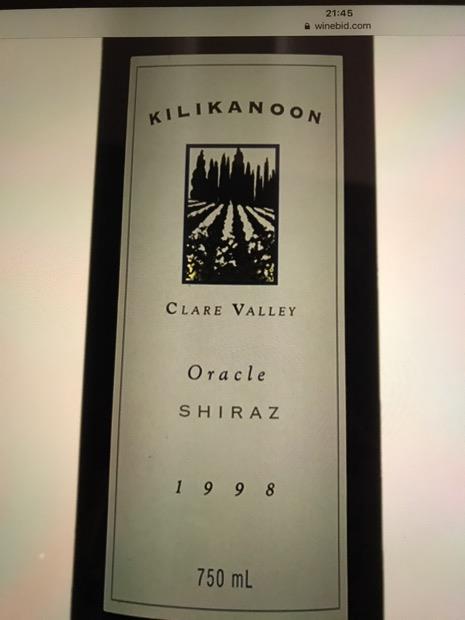 21:45
winebid.com
KILIKANOON
CLARE VALLEY
Oracle
SHIRAZ
1998
750 mL